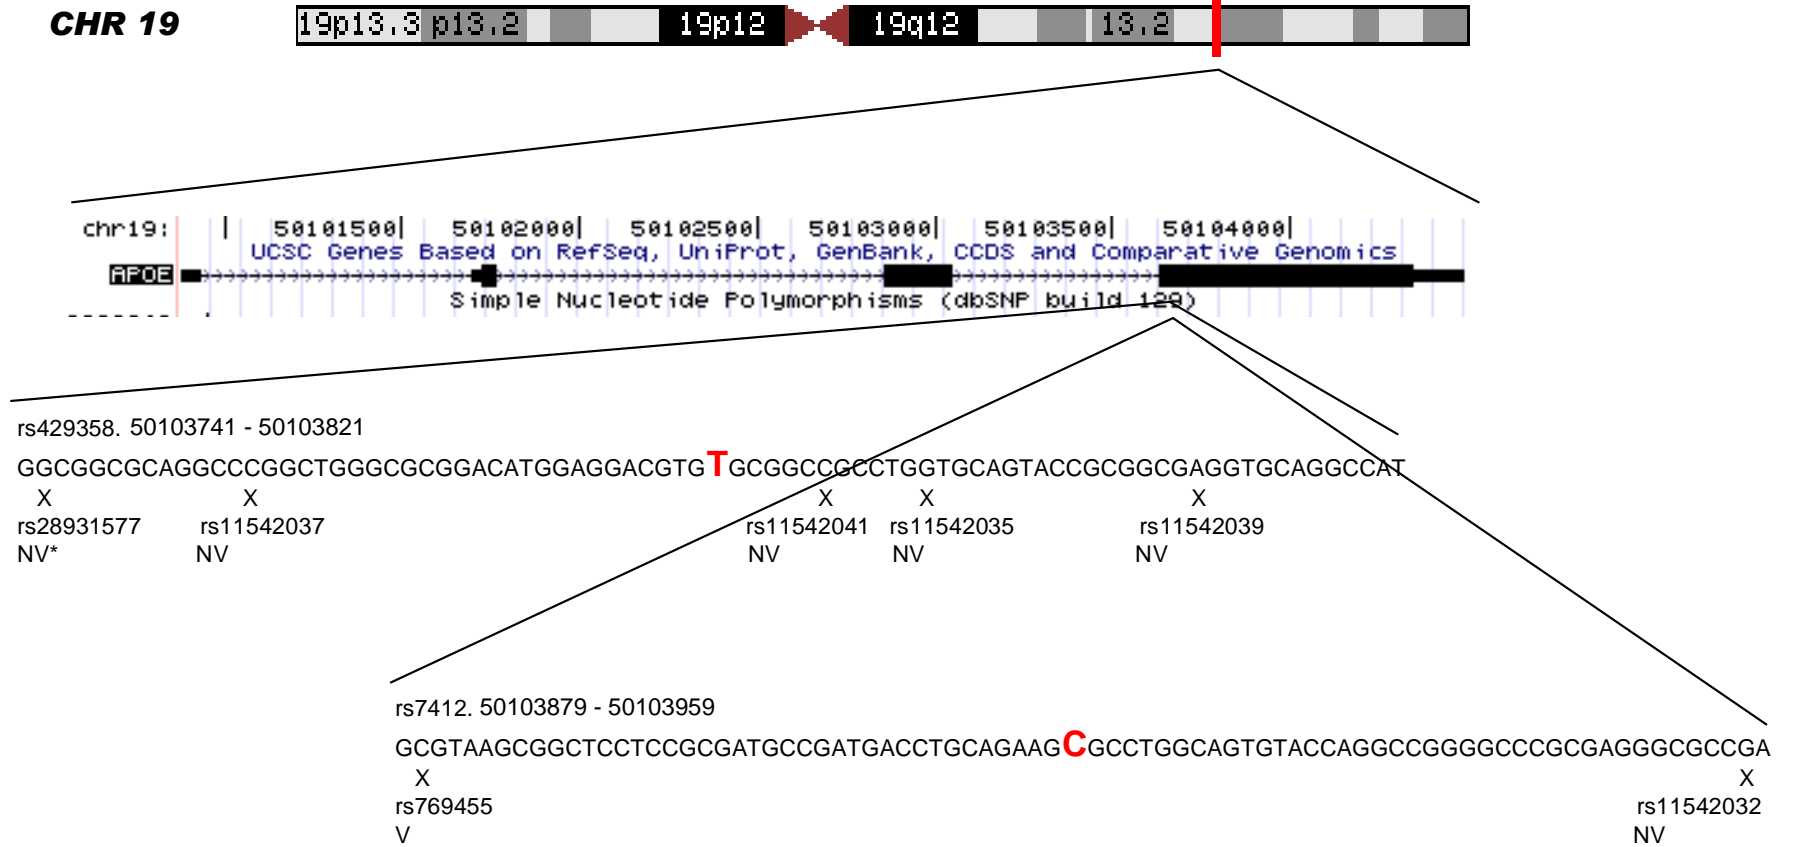 CHR 19
19p13.3 p13.2 19p12 19q12 13.2
chr19: | 50101500| 50102000| 50102500| 50103000| 50103500| 50104000|
UCSC Genes Based on RefSeq, UniProt, GenBank, CCDS and Comparative Genomics
APOE
Simple Nucleotide Polymorphisms (dbSNP build 129)
rs429358. 50103741 - 50103821
GGCGGCGCAGGCCCGGCTGGGCGCGGACATGGAGGACGTGTGCGGCCGCCTGGTGCAGTACCGCGGCGAGGTGCAGGCCAT
X X X X X
rs28931577 rs11542037 rs11542041 rs11542035 rs11542039
NV* NV NV NV NV
rs7412. 50103879 - 50103959
GCGTAAGCGGCTCCTCCGCGATGCCGATGACCTGCAGAAGCGCCTGGCAGTGTACCAGGCCGGGGCCCGCGAGGGCGCCGA
X X
rs769455 rs11542032
V NV